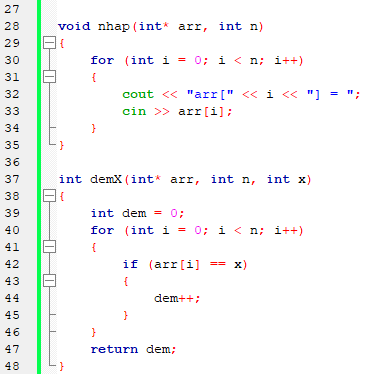 27
28 void nhap(int* arr, int n)
29 {
30 for (int i = 0; i < n; i++)
31 {
32 cout << "arr[" << i << "] = ";
33 cin >> arr[i];
34 }
35 }
36
37 int demX(int* arr, int n, int x)
38 {
39 int dem = 0;
40 for (int i = 0; i < n; i++)
41 {
42 if (arr[i] == x)
43 {
44 dem++;
45 }
46 }
47 return dem;
48 }